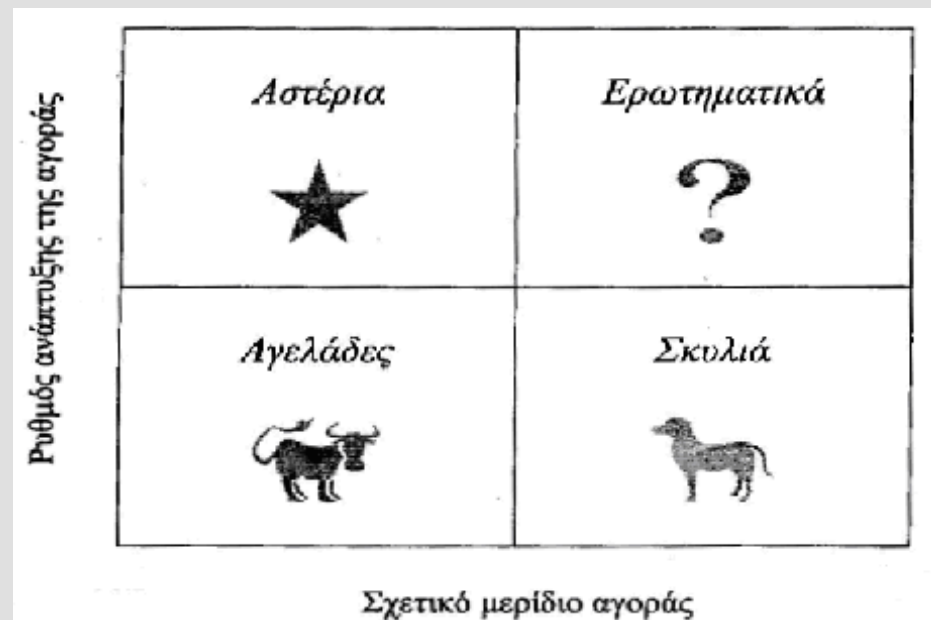 Ρυθμός ανάπτυξης της αγοράς
Αστέρια
Ερωτηματικά
?
Αγελάδες
Σκυλιά
Σχετικό μερίδιο αγοράς